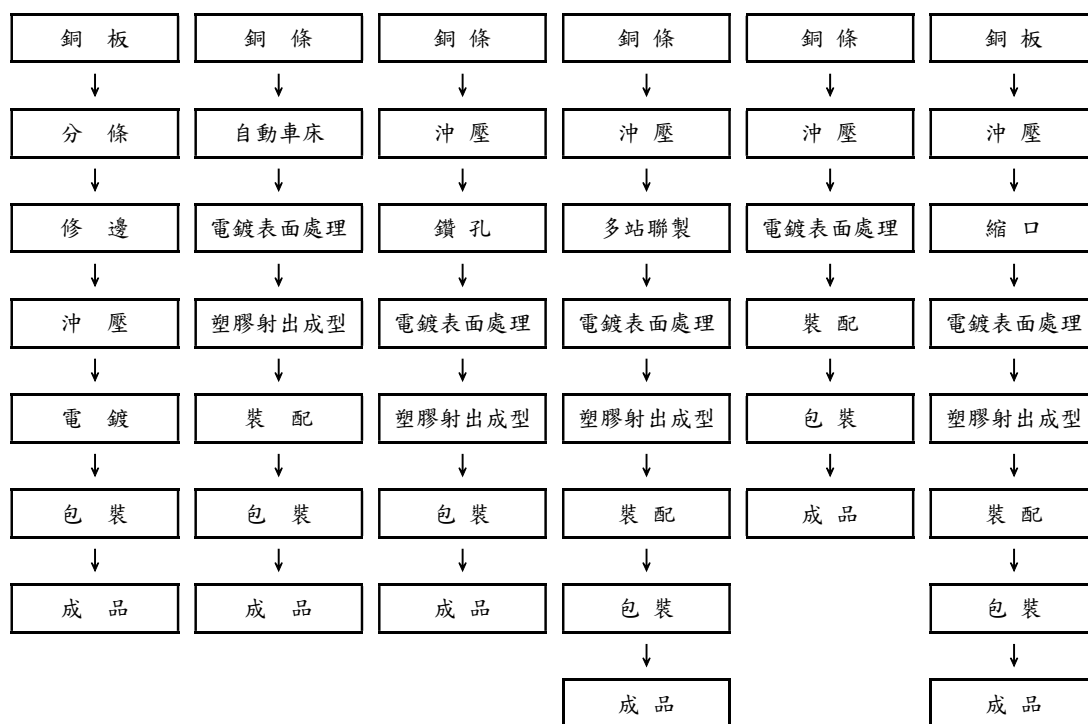 銅 板 銅 條 銅 條 銅 條 銅 條 銅 板
分 條 自動車床 沖 壓 沖 壓 沖 壓 沖 壓
修 邊 電鍍表面處理 鑽 孔 多站聯製 電鍍表面處理 縮 口
沖 壓 塑膠射出成型 電鍍表面處理 電鍍表面處理 裝 配 電鍍表面處理
電 鍍 裝 配 塑膠射出成型 塑膠射出成型 包 裝 塑膠射出成型
包 裝 包 裝 包 裝 裝 配 成 品 裝 配
成 品 成 品 成 品 包 裝 包 裝
成 品 成 品